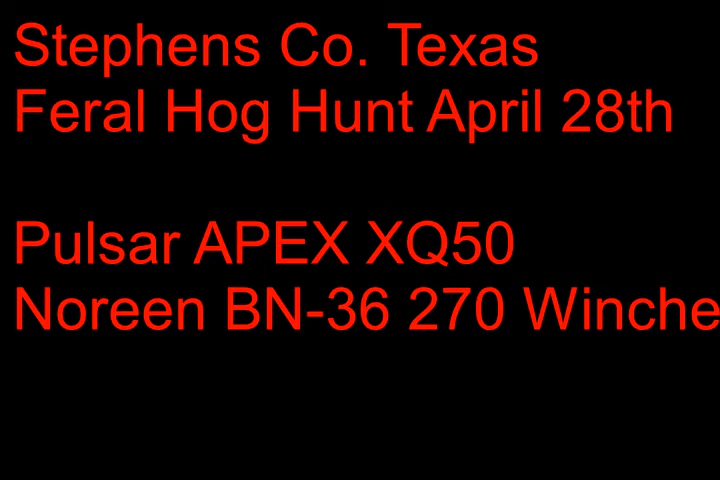 Stephens Co. Texas
Feral Hog Hunt April 28th
Pulsar APEX XQ50
Noreen BN-36 270 Winche